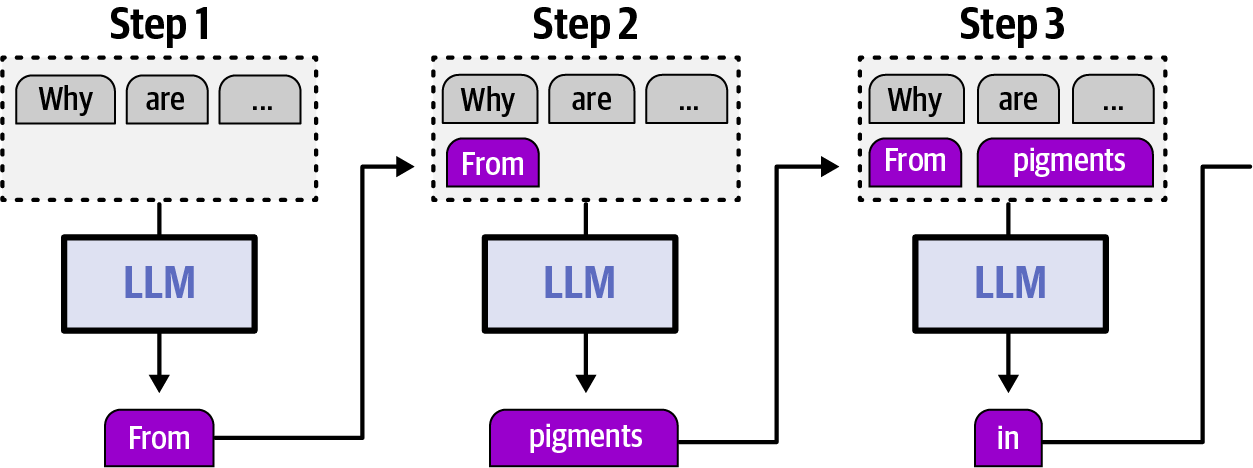 Step 1
Why are ...
LLM
From
Step 2
Why are ...
From
LLM
pigments
Step 3
Why are ...
From pigments
LLM
in